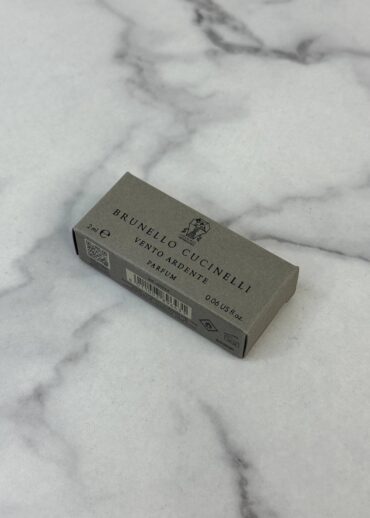 BRUNELLO CUCINELLI
VENTO ARDENTE
PARFUM
2 ml ℮
0.06 US fl.oz.